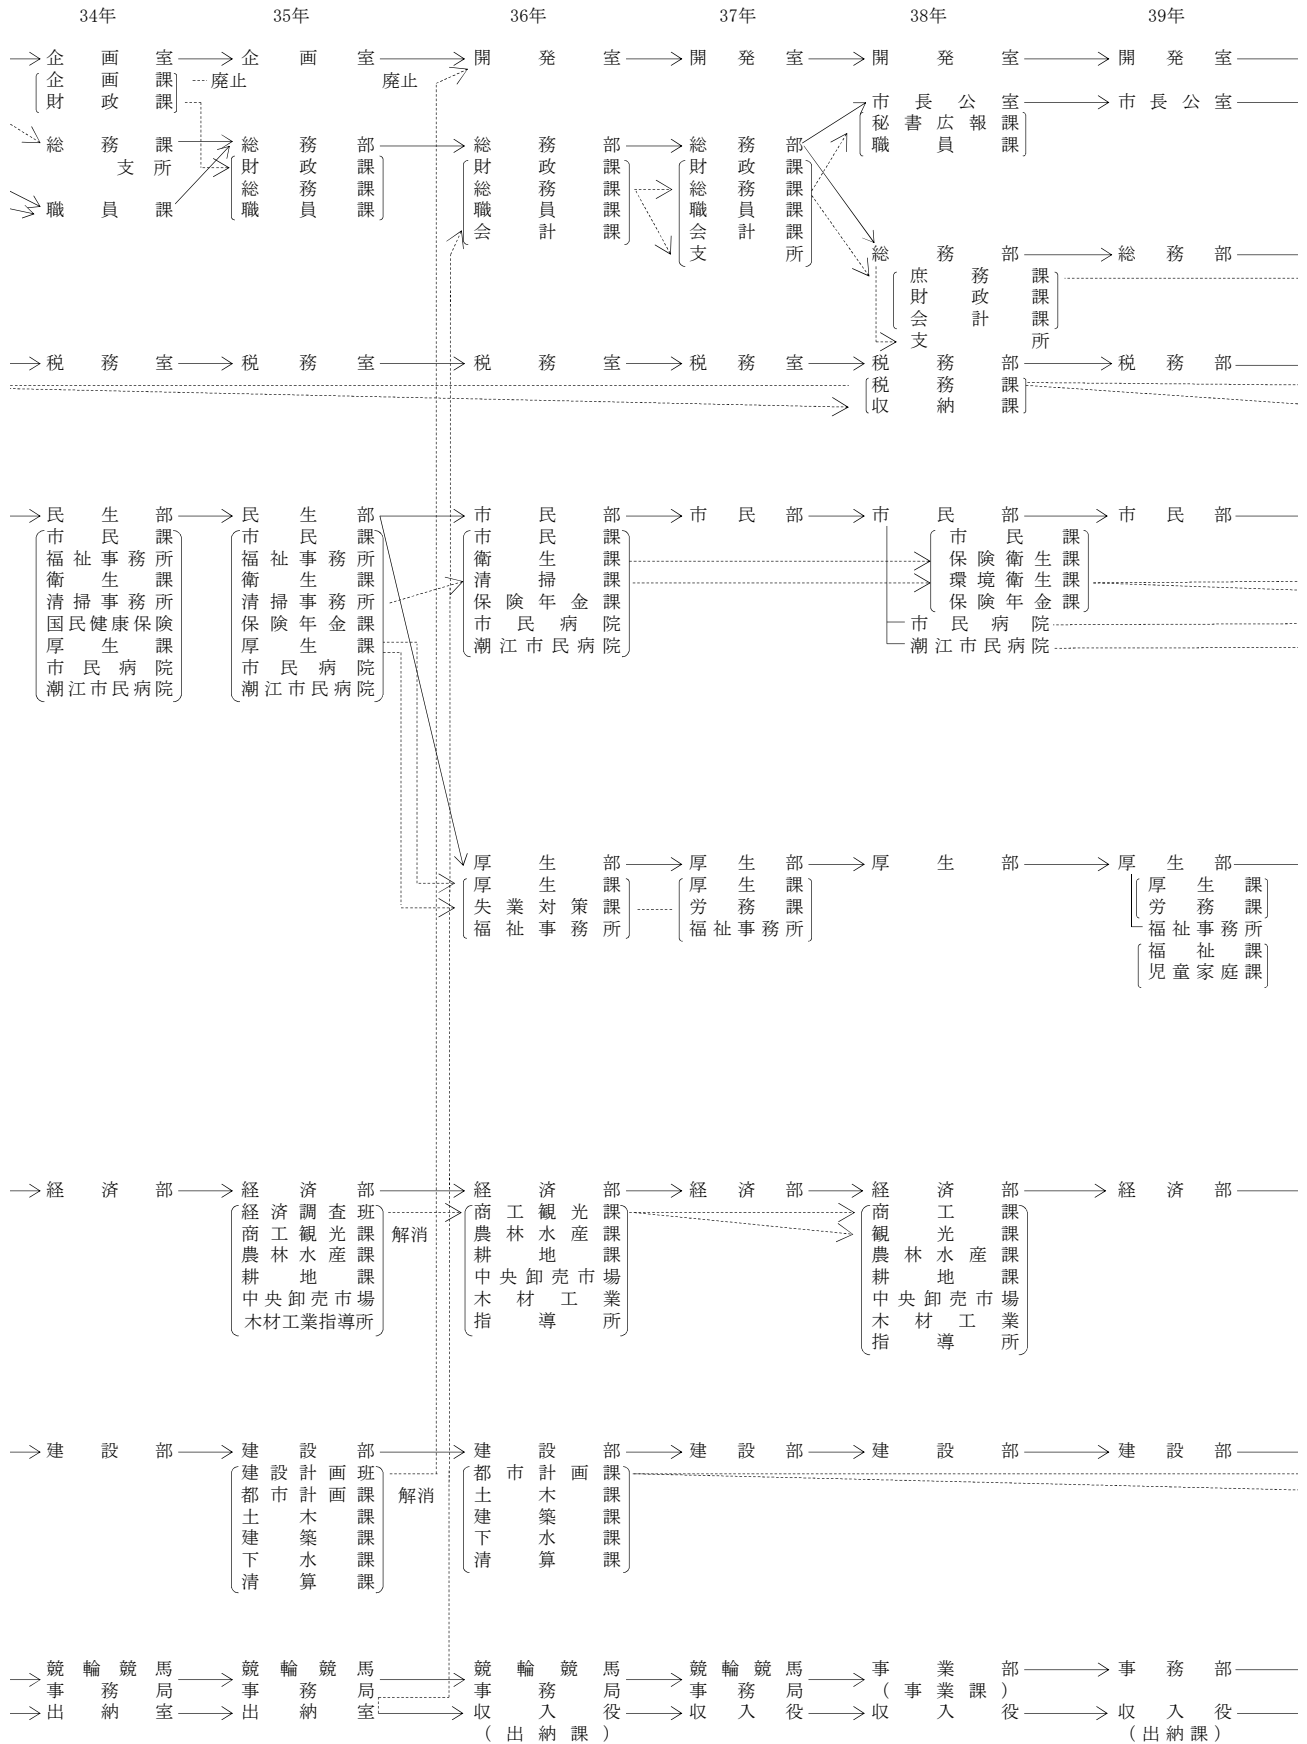 34年 35年 36年 37年 38年 39年
企画室 企画室 開発室 開発室 開発室 開発室
企画課 廃止 廃止
財政課 市長公室 市長公室
秘書広報課
総務課 総務部 総務部 総務部 職員課
支所 財政課 財政課 財政課
総務課 総務課 総務課
職員課 職員課 職員課 職員課
会計課 会計課
支所 総務部 総務部
庶務課
財政課
会計課
支所
税務室 税務室 税務室 税務室 税務部 税務部
税務課
収納課
民生部 民生部 市民部 市民部 市民部 市民部
市民課 市民課 市民課 市民課
福祉事務所 福祉事務所 衛生課 保険衛生課
衛生課 衛生課 清掃課 環境衛生課
清掃事務所 清掃事務所 保険年金課 保険年金課
国民健康保険 保険年金課 市民病院 市民病院
厚生課 厚生課 潮江市民病院 潮江市民病院
市民病院 市民病院
潮江市民病院 潮江市民病院
厚生部 厚生部 厚生部 厚生部
厚生課 厚生課 厚生課
失業対策課 労務課 労務課
福祉事務所 福祉事務所 福祉事務所
福祉課
児童家庭課
経済部 経済部 経済部 経済部 経済部 経済部
経済調査班 商工観光課 商工課
商工観光課 解消 農林水産課 観光課
農林水産課 耕地課 農林水産課
耕地課 中央卸売市場 耕地課
中央卸売市場 木材工業 中央卸売市場
木材工業指導所 指導所 木材工業
指導所
建設部 建設部 建設部 建設部 建設部 建設部
建設計画班 都市計画課
都市計画課 解消 土木課
土木課 建築課
建築課 下水課
下水課 清算課
清算課
競輪競馬 競輪競馬 競輪競馬 競輪競馬 事業部 事務部
事務局 事務局 事務局 事務局 (事業課)
出納室 出納室 収入役 収入役 収入役 収入役
(出納課) (出納課)